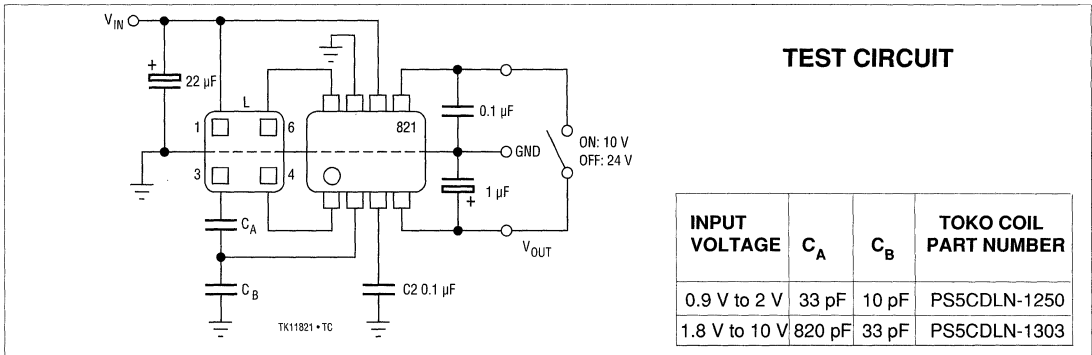 TEST CIRCUIT
V_IN
+
22 µF
L
1
6
3
4
821
0.1 µF
GND
ON: 10 V
OFF: 24 V
1 µF
+
V_OUT
C_A
C_B
C2 0.1 µF
TK11821 • TC
INPUT VOLTAGE C_A C_B TOKO COIL PART NUMBER
0.9 V to 2 V 33 pF 10 pF PS5CDLN-1250
1.8 V to 10 V 820 pF 33 pF PS5CDLN-1303